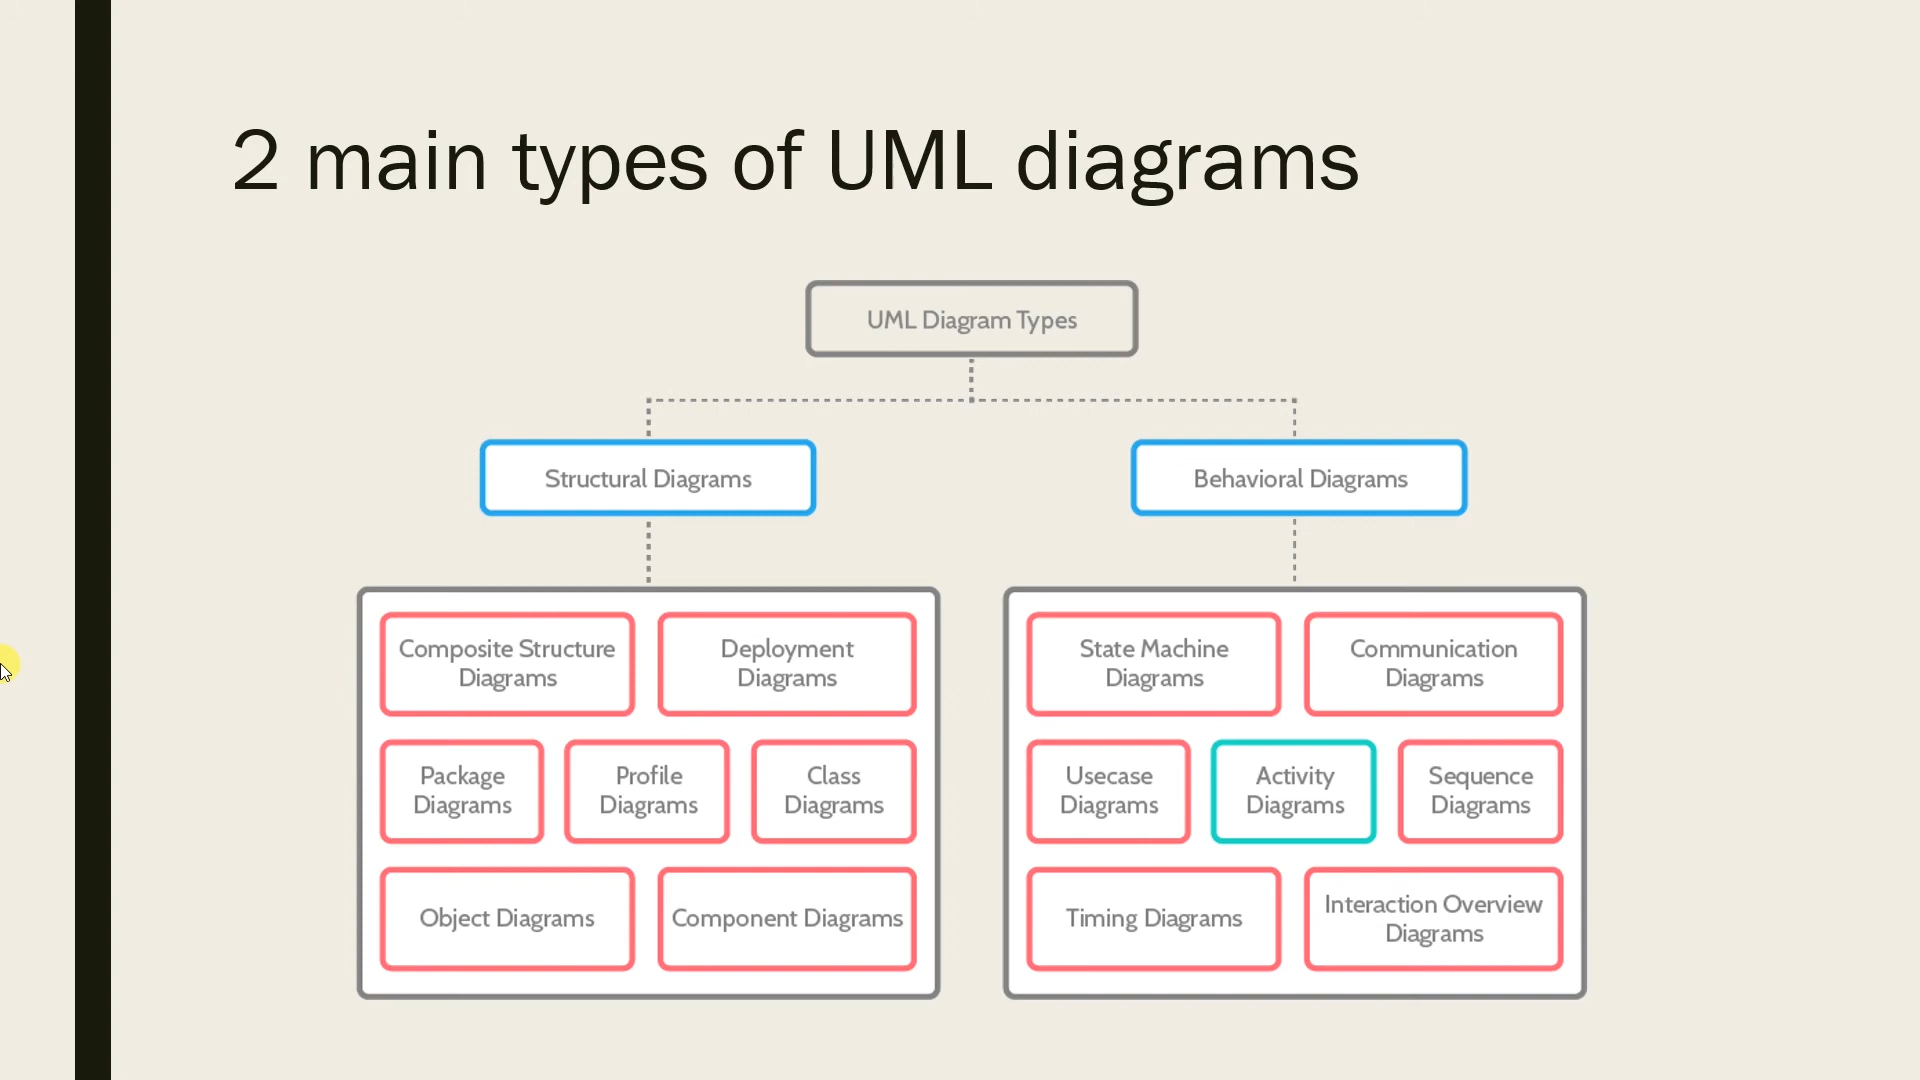 2 main types of UML diagrams
UML Diagram Types
Structural Diagrams
Behavioral Diagrams
Composite Structure
Diagrams
Deployment
Diagrams
Package
Diagrams
Profile
Diagrams
Class
Diagrams
Object Diagrams
Component Diagrams
State Machine
Diagrams
Communication
Diagrams
Usecase
Diagrams
Activity
Diagrams
Sequence
Diagrams
Timing Diagrams
Interaction Overview
Diagrams